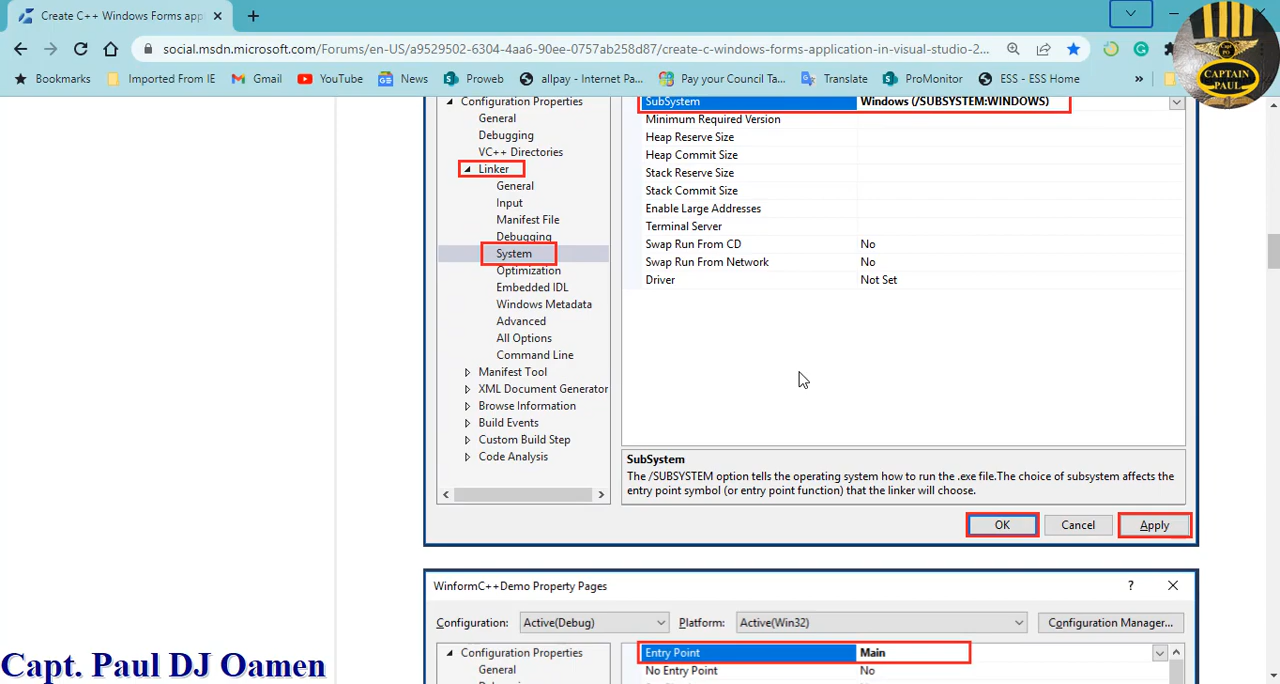 Create C++ Windows Forms app
social.msdn.microsoft.com/Forums/en-US/a9529502-6304-4aa6-90ee-0757ab258d87/create-c-windows-forms-application-in-visual-studio-2...
Bookmarks Imported From IE Gmail YouTube News Proweb allpay - Internet Pa... Pay your Council Ta... Translate ProMonitor ESS - ESS Home »
CAPTAIN
PAUL
Configuration Properties
General
Debugging
VC++ Directories
Linker
General
Input
Manifest File
Debugging
System
Optimization
Embedded IDL
Windows Metadata
Advanced
All Options
Command Line
Manifest Tool
XML Document Generator
Browse Information
Build Events
Custom Build Step
Code Analysis
SubSystem Windows (/SUBSYSTEM:WINDOWS)
Minimum Required Version
Heap Reserve Size
Heap Commit Size
Stack Reserve Size
Stack Commit Size
Enable Large Addresses
Terminal Server
Swap Run From CD No
Swap Run From Network No
Driver Not Set
SubSystem
The /SUBSYSTEM option tells the operating system how to run the .exe file.The choice of subsystem affects the
entry point symbol (or entry point function) that the linker will choose.
OK Cancel Apply
WinformC++Demo Property Pages ?
Configuration: Active(Debug) Platform: Active(Win32) Configuration Manager...
Configuration Properties
General
Entry Point Main
No Entry Point No
Capt. Paul DJ Oamen